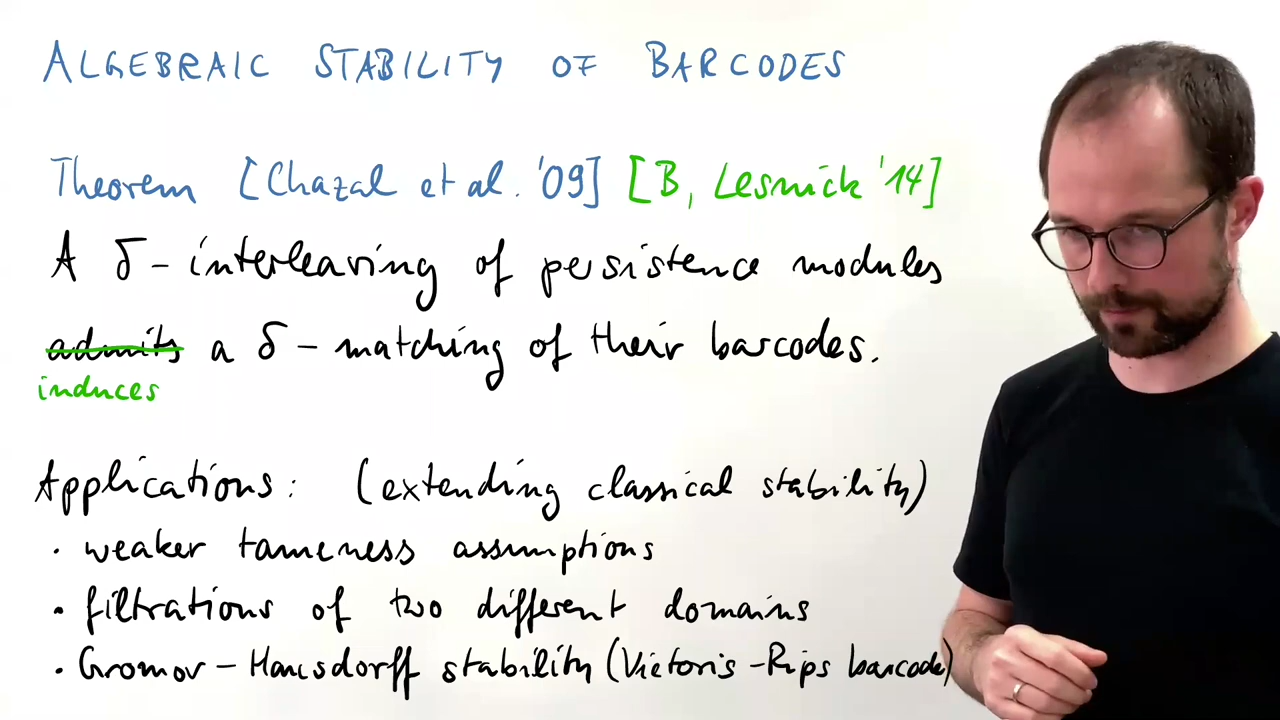 ALGEBRAIC STABILITY OF BARCODES
Theorem [Chazal et al. '09] [B, Lesnick '14]
A δ-interleaving of persistence modules
admits a δ-matching of their barcodes.
induces
Applications: (extending classical stability)
· weaker tameness assumptions
· filtrations of two different domains
· Gromov-Hausdorff stability (Vietoris-Rips barcode)